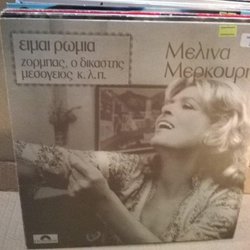 ειμαι ρωμια
ζορμπας, ο δικαστης
μεσογειος κ.λ.π.
Μελινα
Μερκουρη